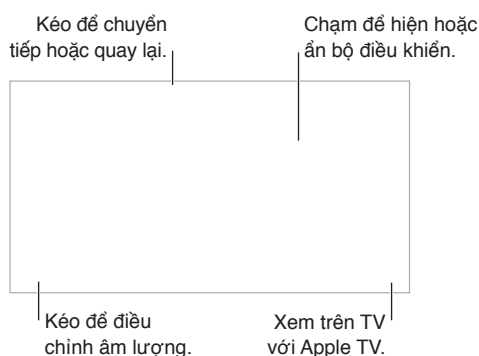 Kéo để chuyển
tiếp hoặc quay lại.
Chạm để hiện hoặc
ẩn bộ điều khiển.
Kéo để điều
chỉnh âm lượng.
Xem trên TV
với Apple TV.